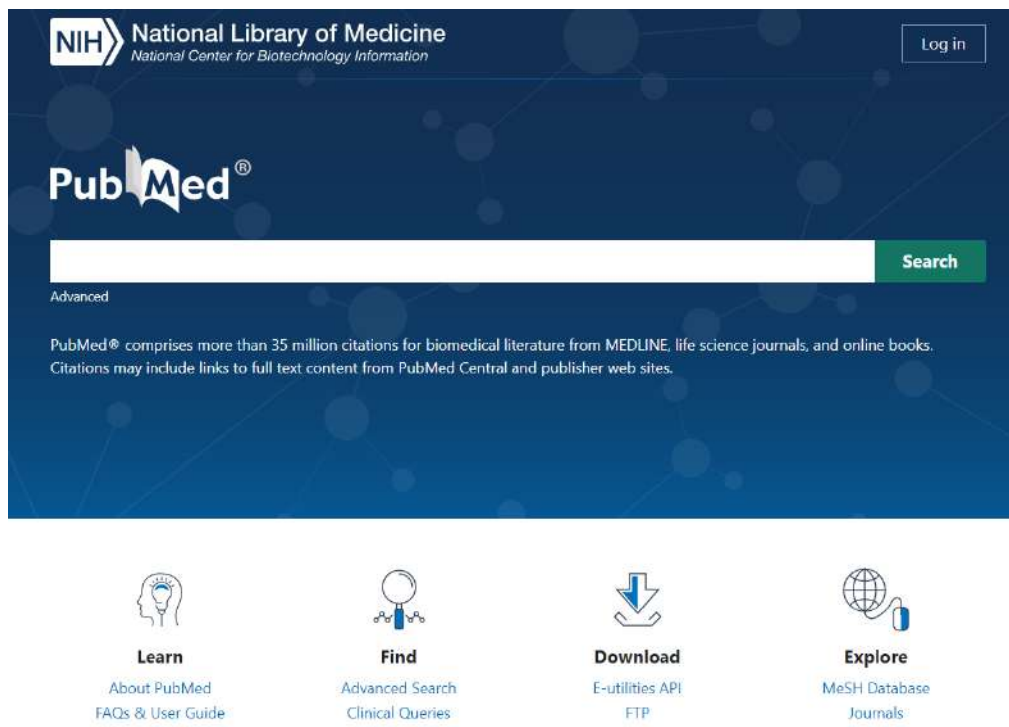 NIH National Library of Medicine
National Center for Biotechnology Information
Log in
PubMed®
Search
Advanced
PubMed® comprises more than 35 million citations for biomedical literature from MEDLINE, life science journals, and online books.
Citations may include links to full text content from PubMed Central and publisher web sites.
Learn
Find
Download
Explore
About PubMed
Advanced Search
E-utilities API
MeSH Database
FAQs & User Guide
Clinical Queries
FTP
Journals